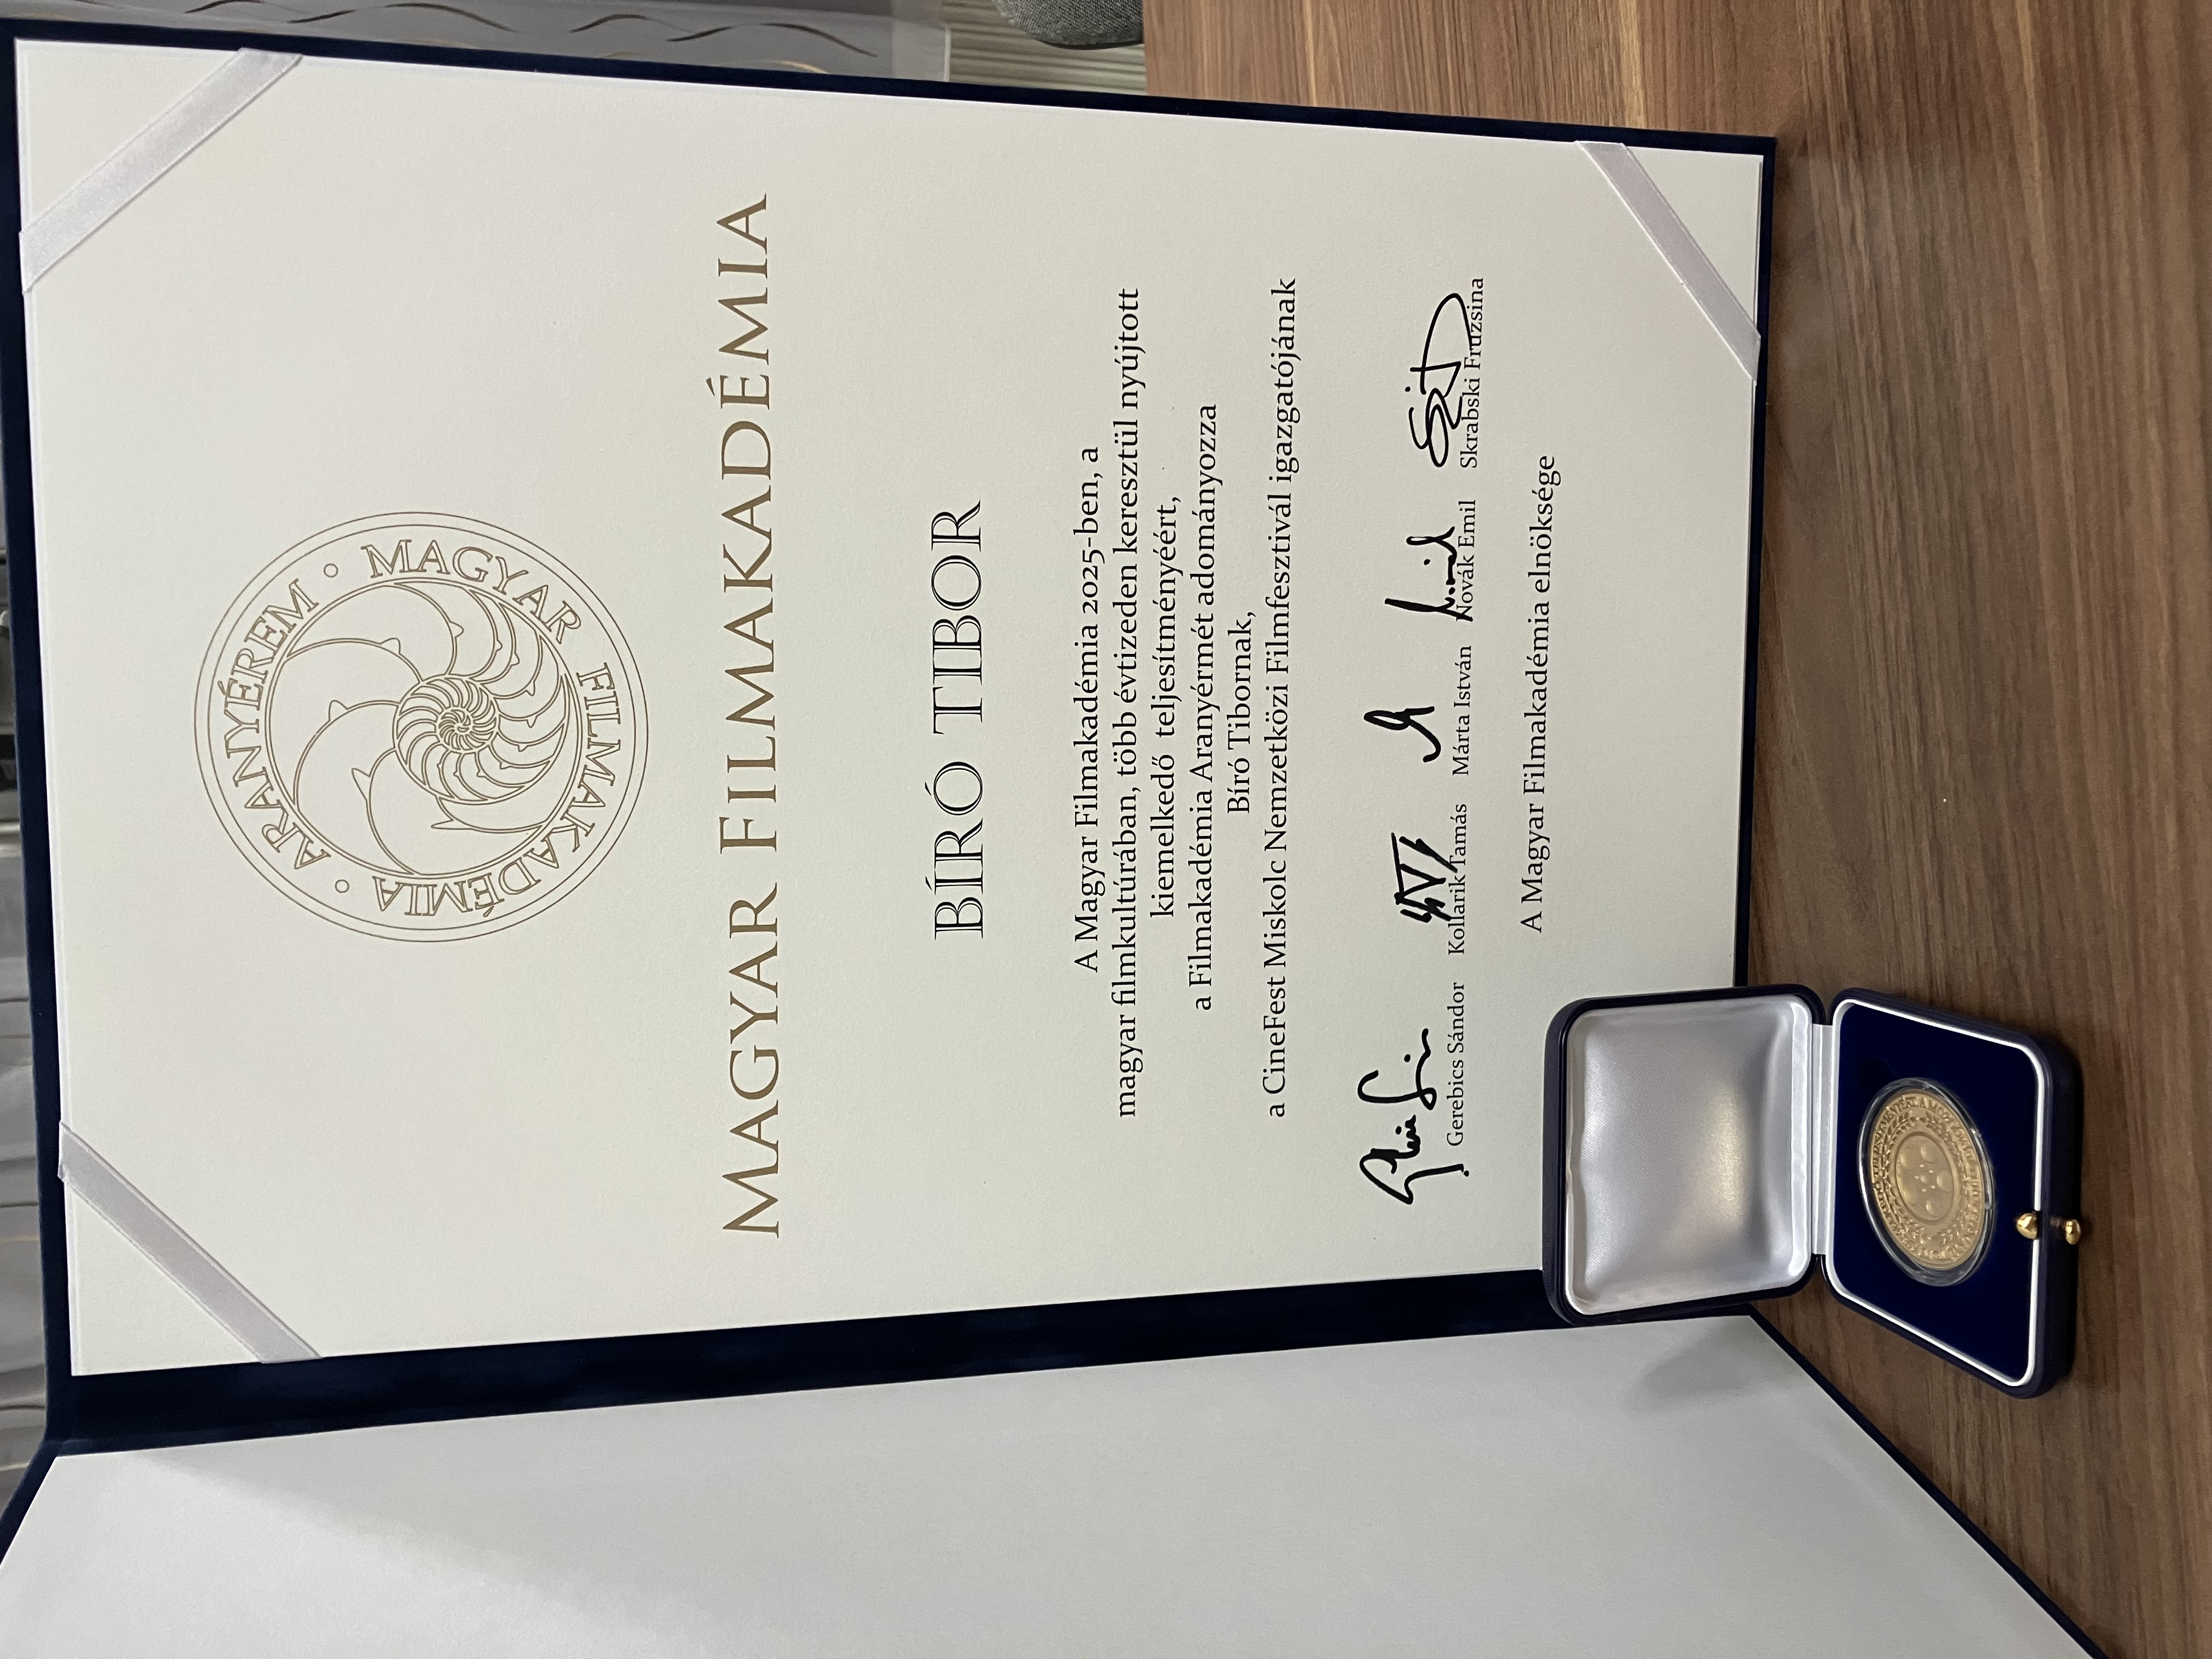 MAGYAR FILMAKADÉMIA • ARANYÉREM •
MAGYAR FILMAKADÉMIA
BÍRÓ TIBOR
A Magyar Filmakadémia 2025-ben, a
magyar filmkultúrában, több évtizeden keresztül nyújtott
kiemelkedő teljesítményéért,
a Filmakadémia Aranyérmét adományozza
Bíró Tibornak,
a CineFest Miskolc Nemzetközi Filmfesztivál igazgatójának
Gerebics Sándor Kollarik Tamás Márta István Novák Emil Skrabski Fruzsina
A Magyar Filmakadémia elnöksége